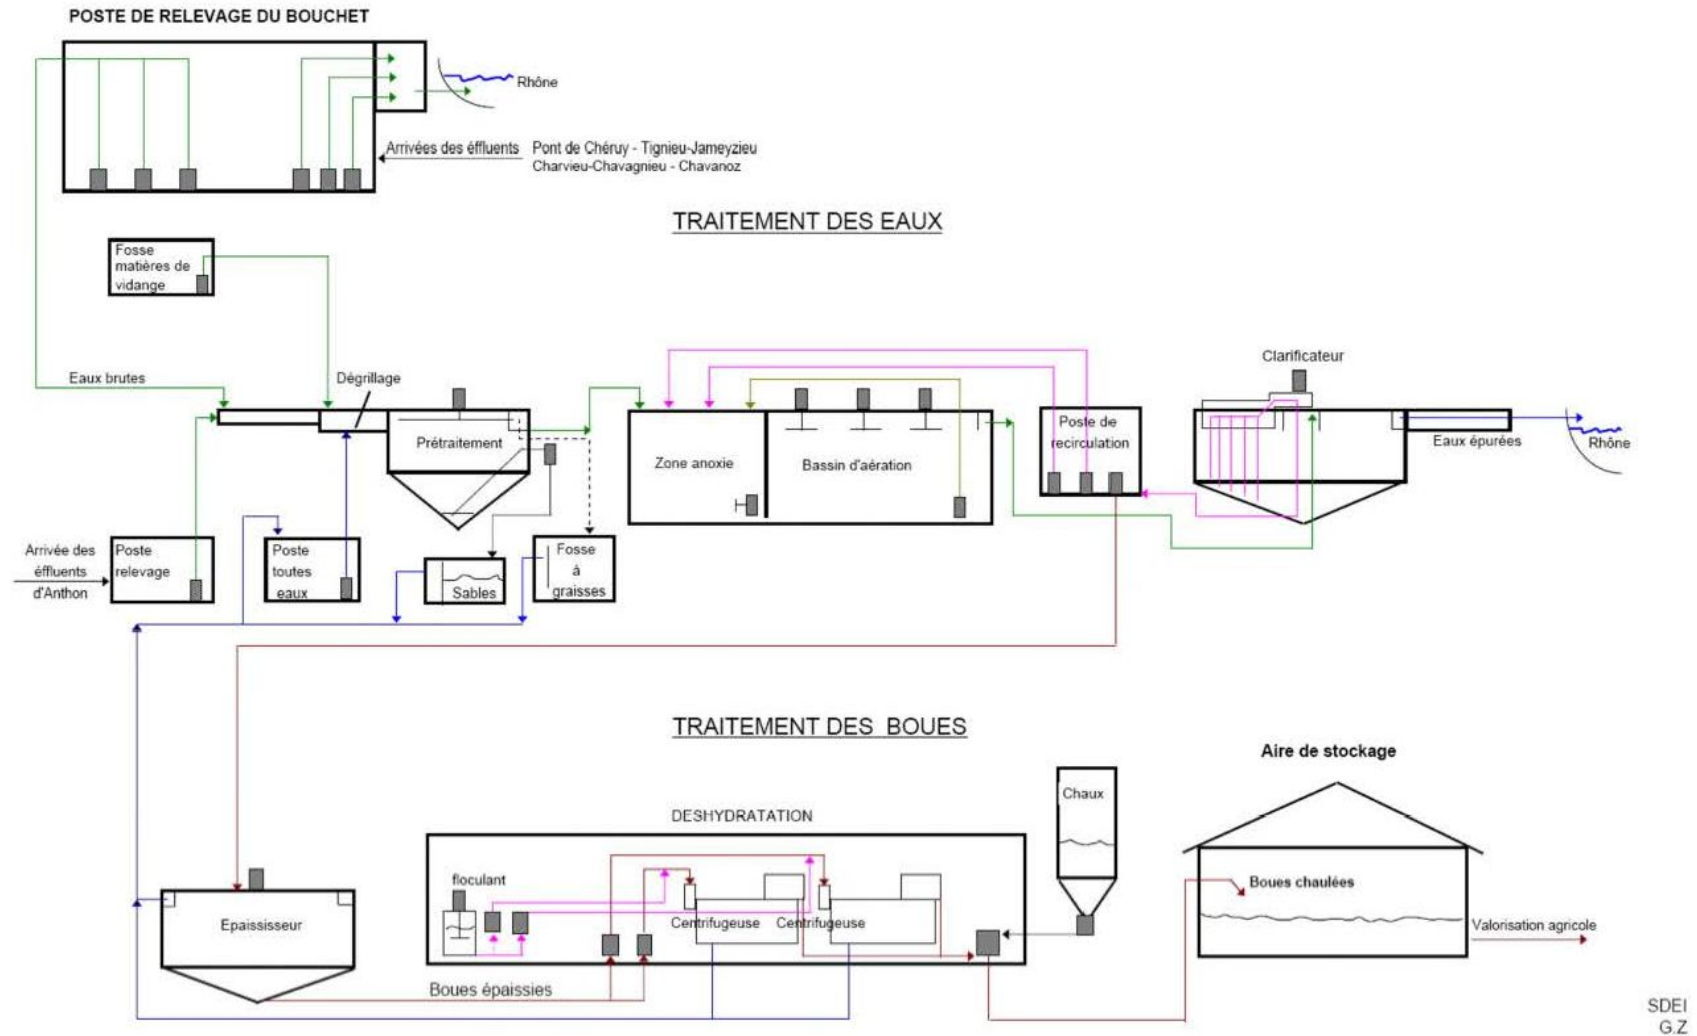 POSTE DE RELEVAGE DU BOUCHET
Rhône
Arrivées des éffluents
Pont de Chéruy - Tignieu-Jameyzieu
Charvieu-Chavagnieu - Chavanoz
TRAITEMENT DES EAUX
Fosse
matières de
vidange
Eaux brutes
Dégrillage
Prétraitement
Zone anoxie
Bassin d'aération
Poste de
recirculation
Clarificateur
Eaux épurées
Rhône
Arrivée des
éffluents
d'Anthon
Poste
relevage
Poste
toutes
eaux
Sables
Fosse
à
graisses
TRAITEMENT DES BOUES
Aire de stockage
DESHYDRATATION
Chaux
floculant
Centrifugeuse
Centrifugeuse
Boues chaulées
Valorisation agricole
Epaississeur
Boues épaissies
SDEI
G.Z